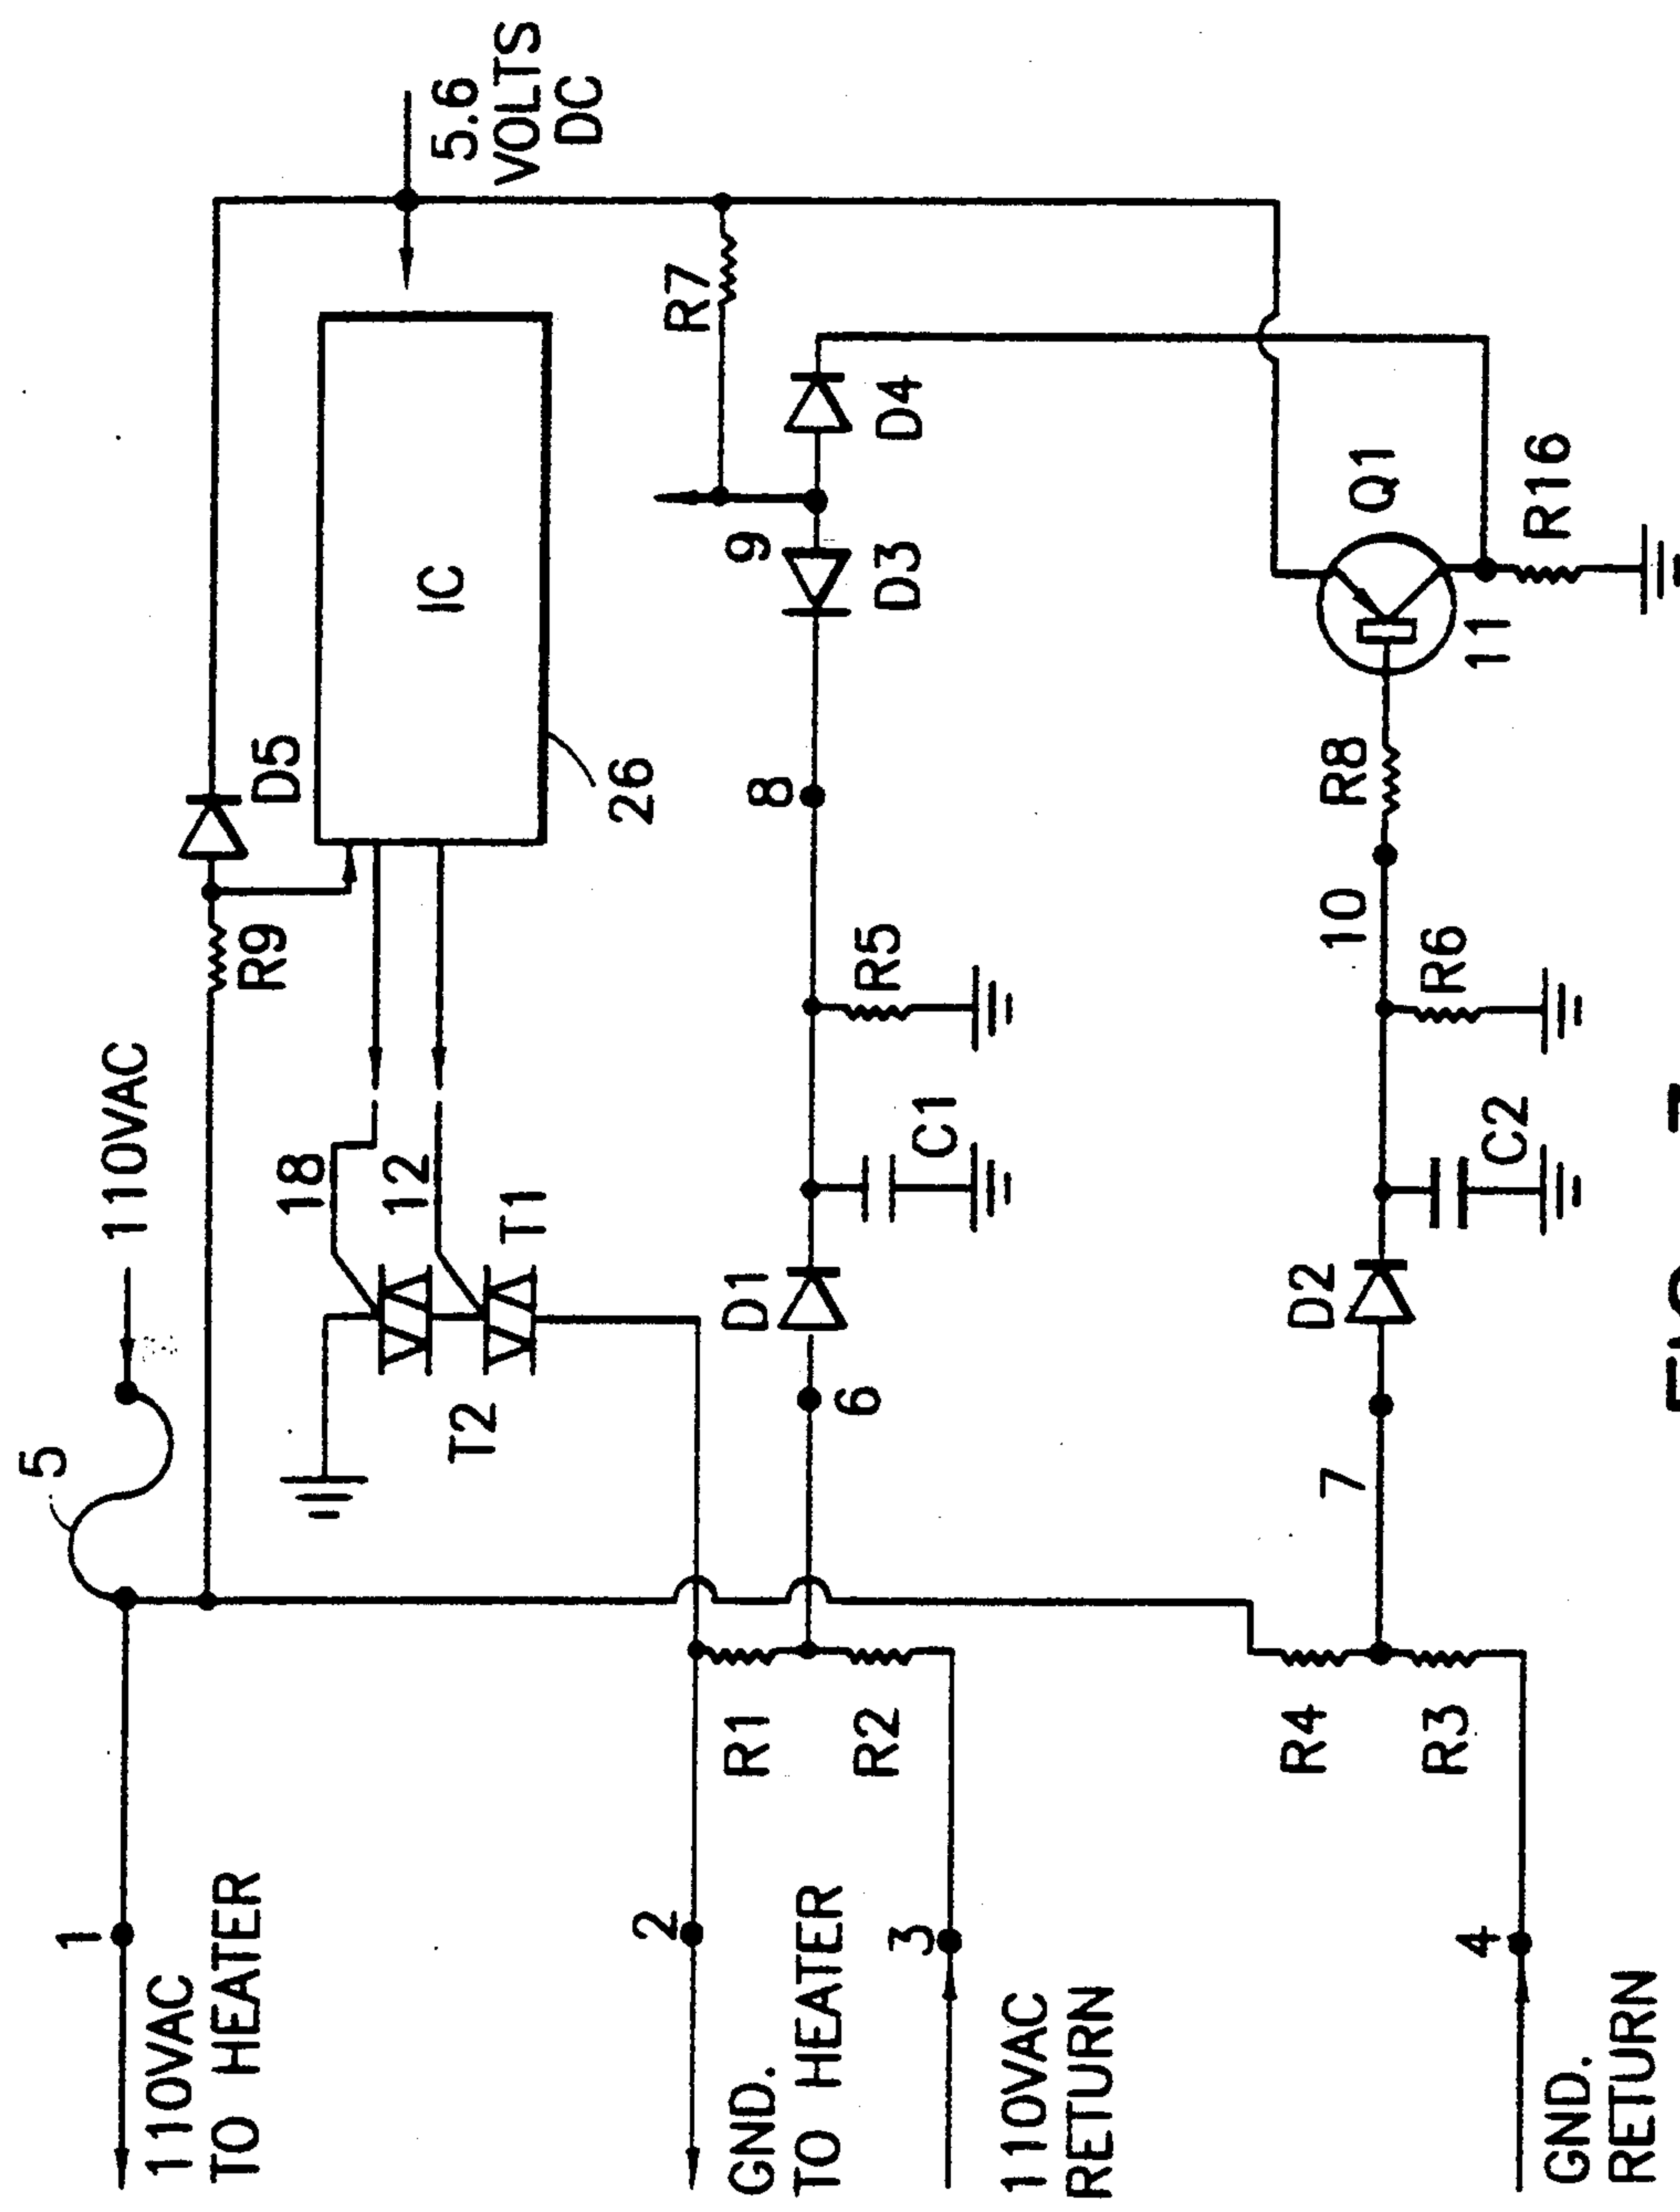 5
110VAC
1
110VAC
TO HEATER
R9
D5
5.6
VOLTS
DC
18
12
T2
T1
IC
26
2
GND.
TO HEATER
R1
R2
3
110VAC
RETURN
6
D1
C1
R5
8
9
D3
D4
R7
4
GND.
RETURN
R4
R3
7
D2
C2
10
R6
R8
11
Q1
R16